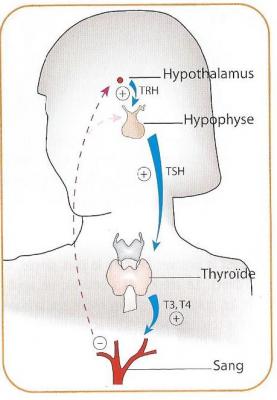 Hypothalamus
+ TRH
Hypophyse
+ TSH
Thyroïde
T3, T4
+
−
Sang